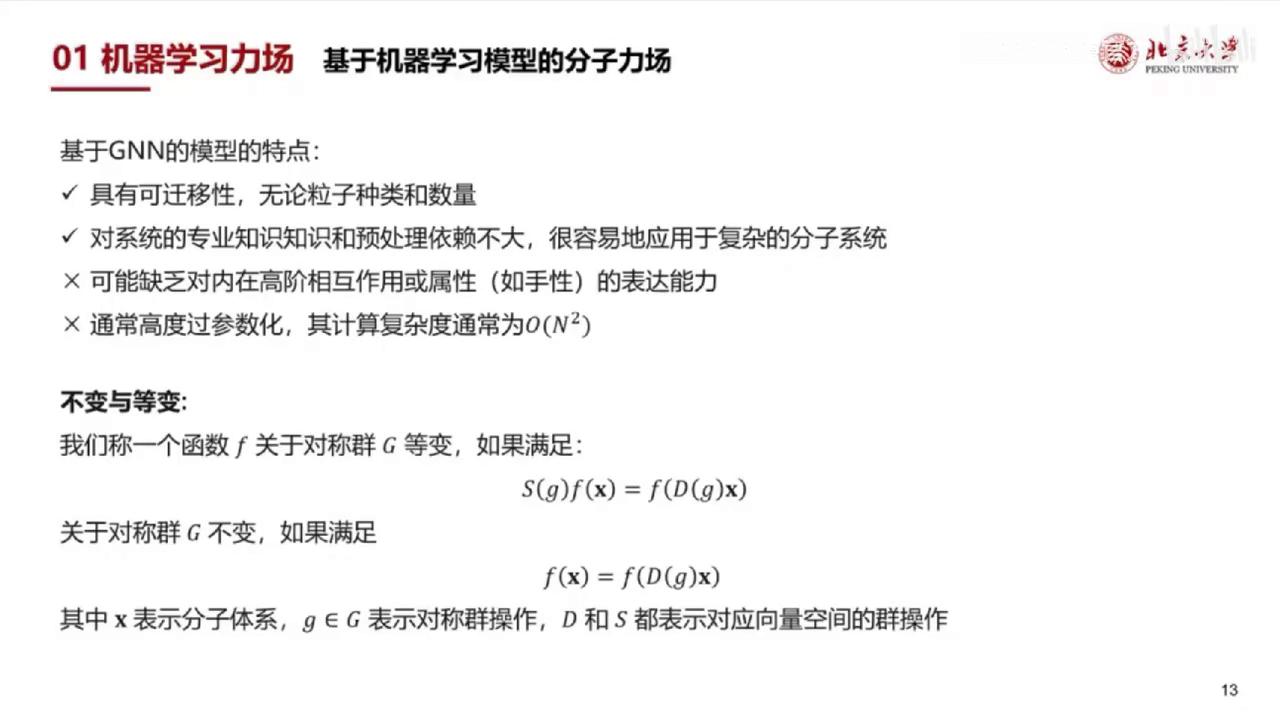 01 机器学习力场 基于机器学习模型的分子力场
北京大学
PEKING UNIVERSITY
基于GNN的模型的特点:
✓ 具有可迁移性，无论粒子种类和数量
✓ 对系统的专业知识知识和预处理依赖不大，很容易地应用于复杂的分子系统
× 可能缺乏对内在高阶相互作用或属性（如手性）的表达能力
× 通常高度过参数化，其计算复杂度通常为O(N²)
不变与等变:
我们称一个函数 f 关于对称群 G 等变，如果满足:
S(g)f(x) = f(D(g)x)
关于对称群 G 不变，如果满足
f(x) = f(D(g)x)
其中 x 表示分子体系，g ∈ G 表示对称群操作，D 和 S 都表示对应向量空间的群操作
13